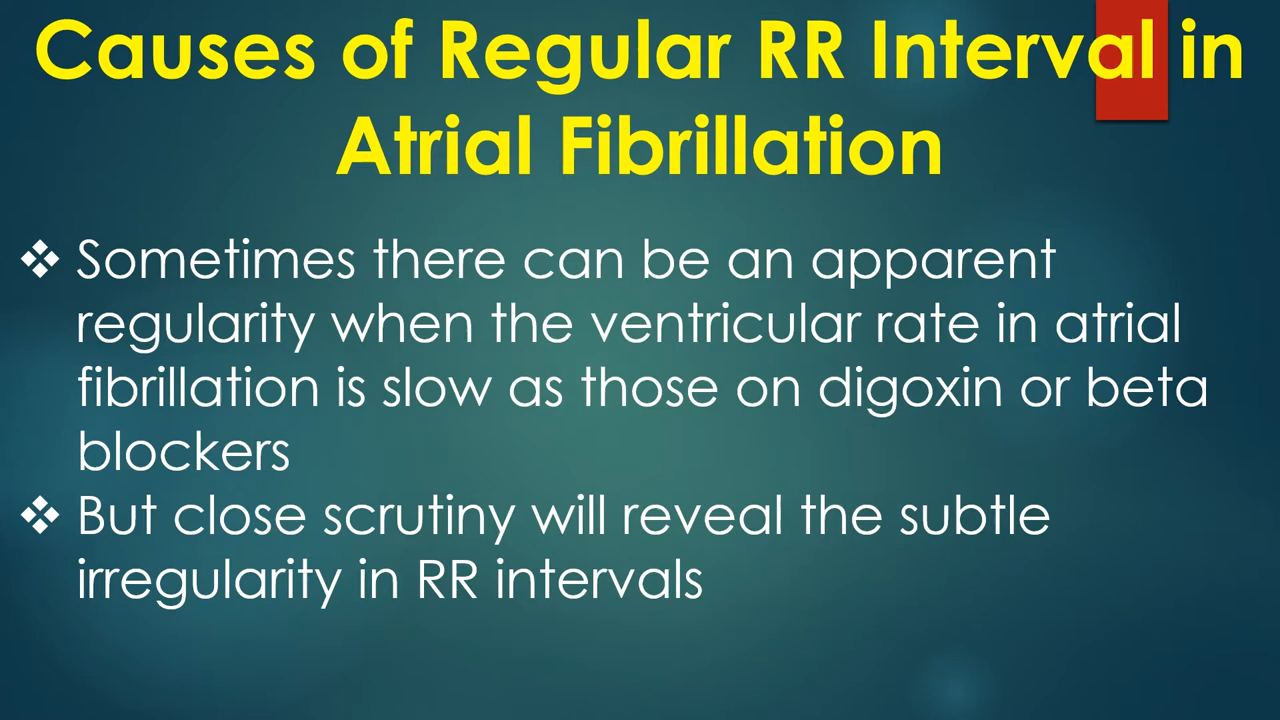 Causes of Regular RR Interval in
Atrial Fibrillation
❖ Sometimes there can be an apparent
regularity when the ventricular rate in atrial
fibrillation is slow as those on digoxin or beta
blockers
❖ But close scrutiny will reveal the subtle
irregularity in RR intervals